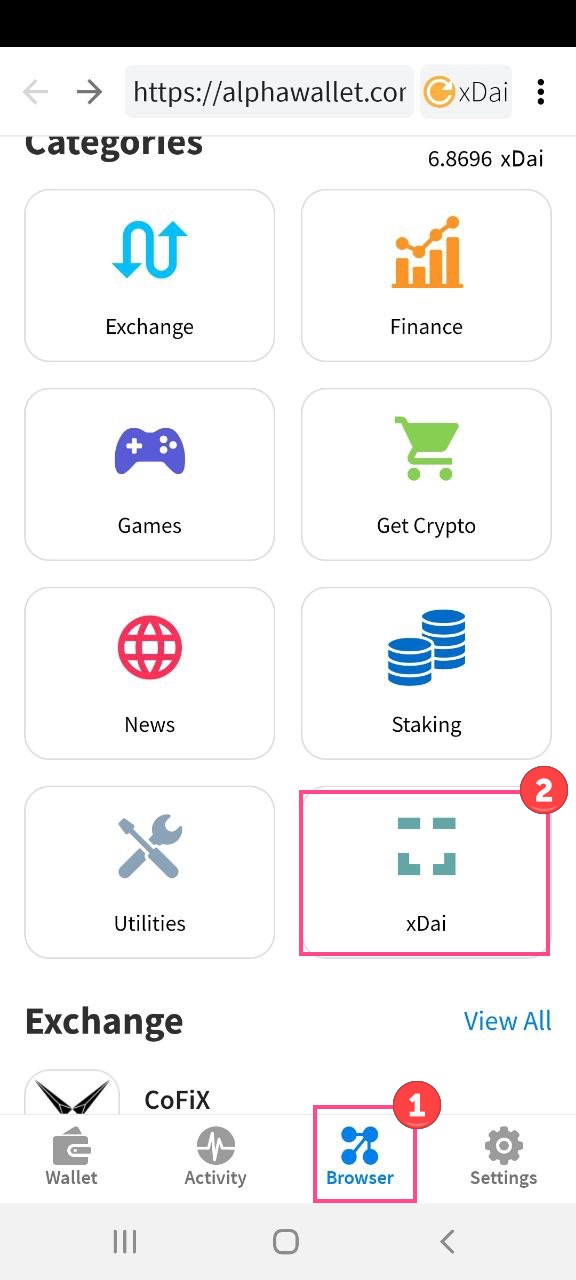 https://alphawallet.cor
xDai
Categories
6.8696 xDai
Exchange
Finance
Games
Get Crypto
News
Staking
2
Utilities
xDai
Exchange
View All
CoFiX
1
Wallet
Activity
Browser
Settings